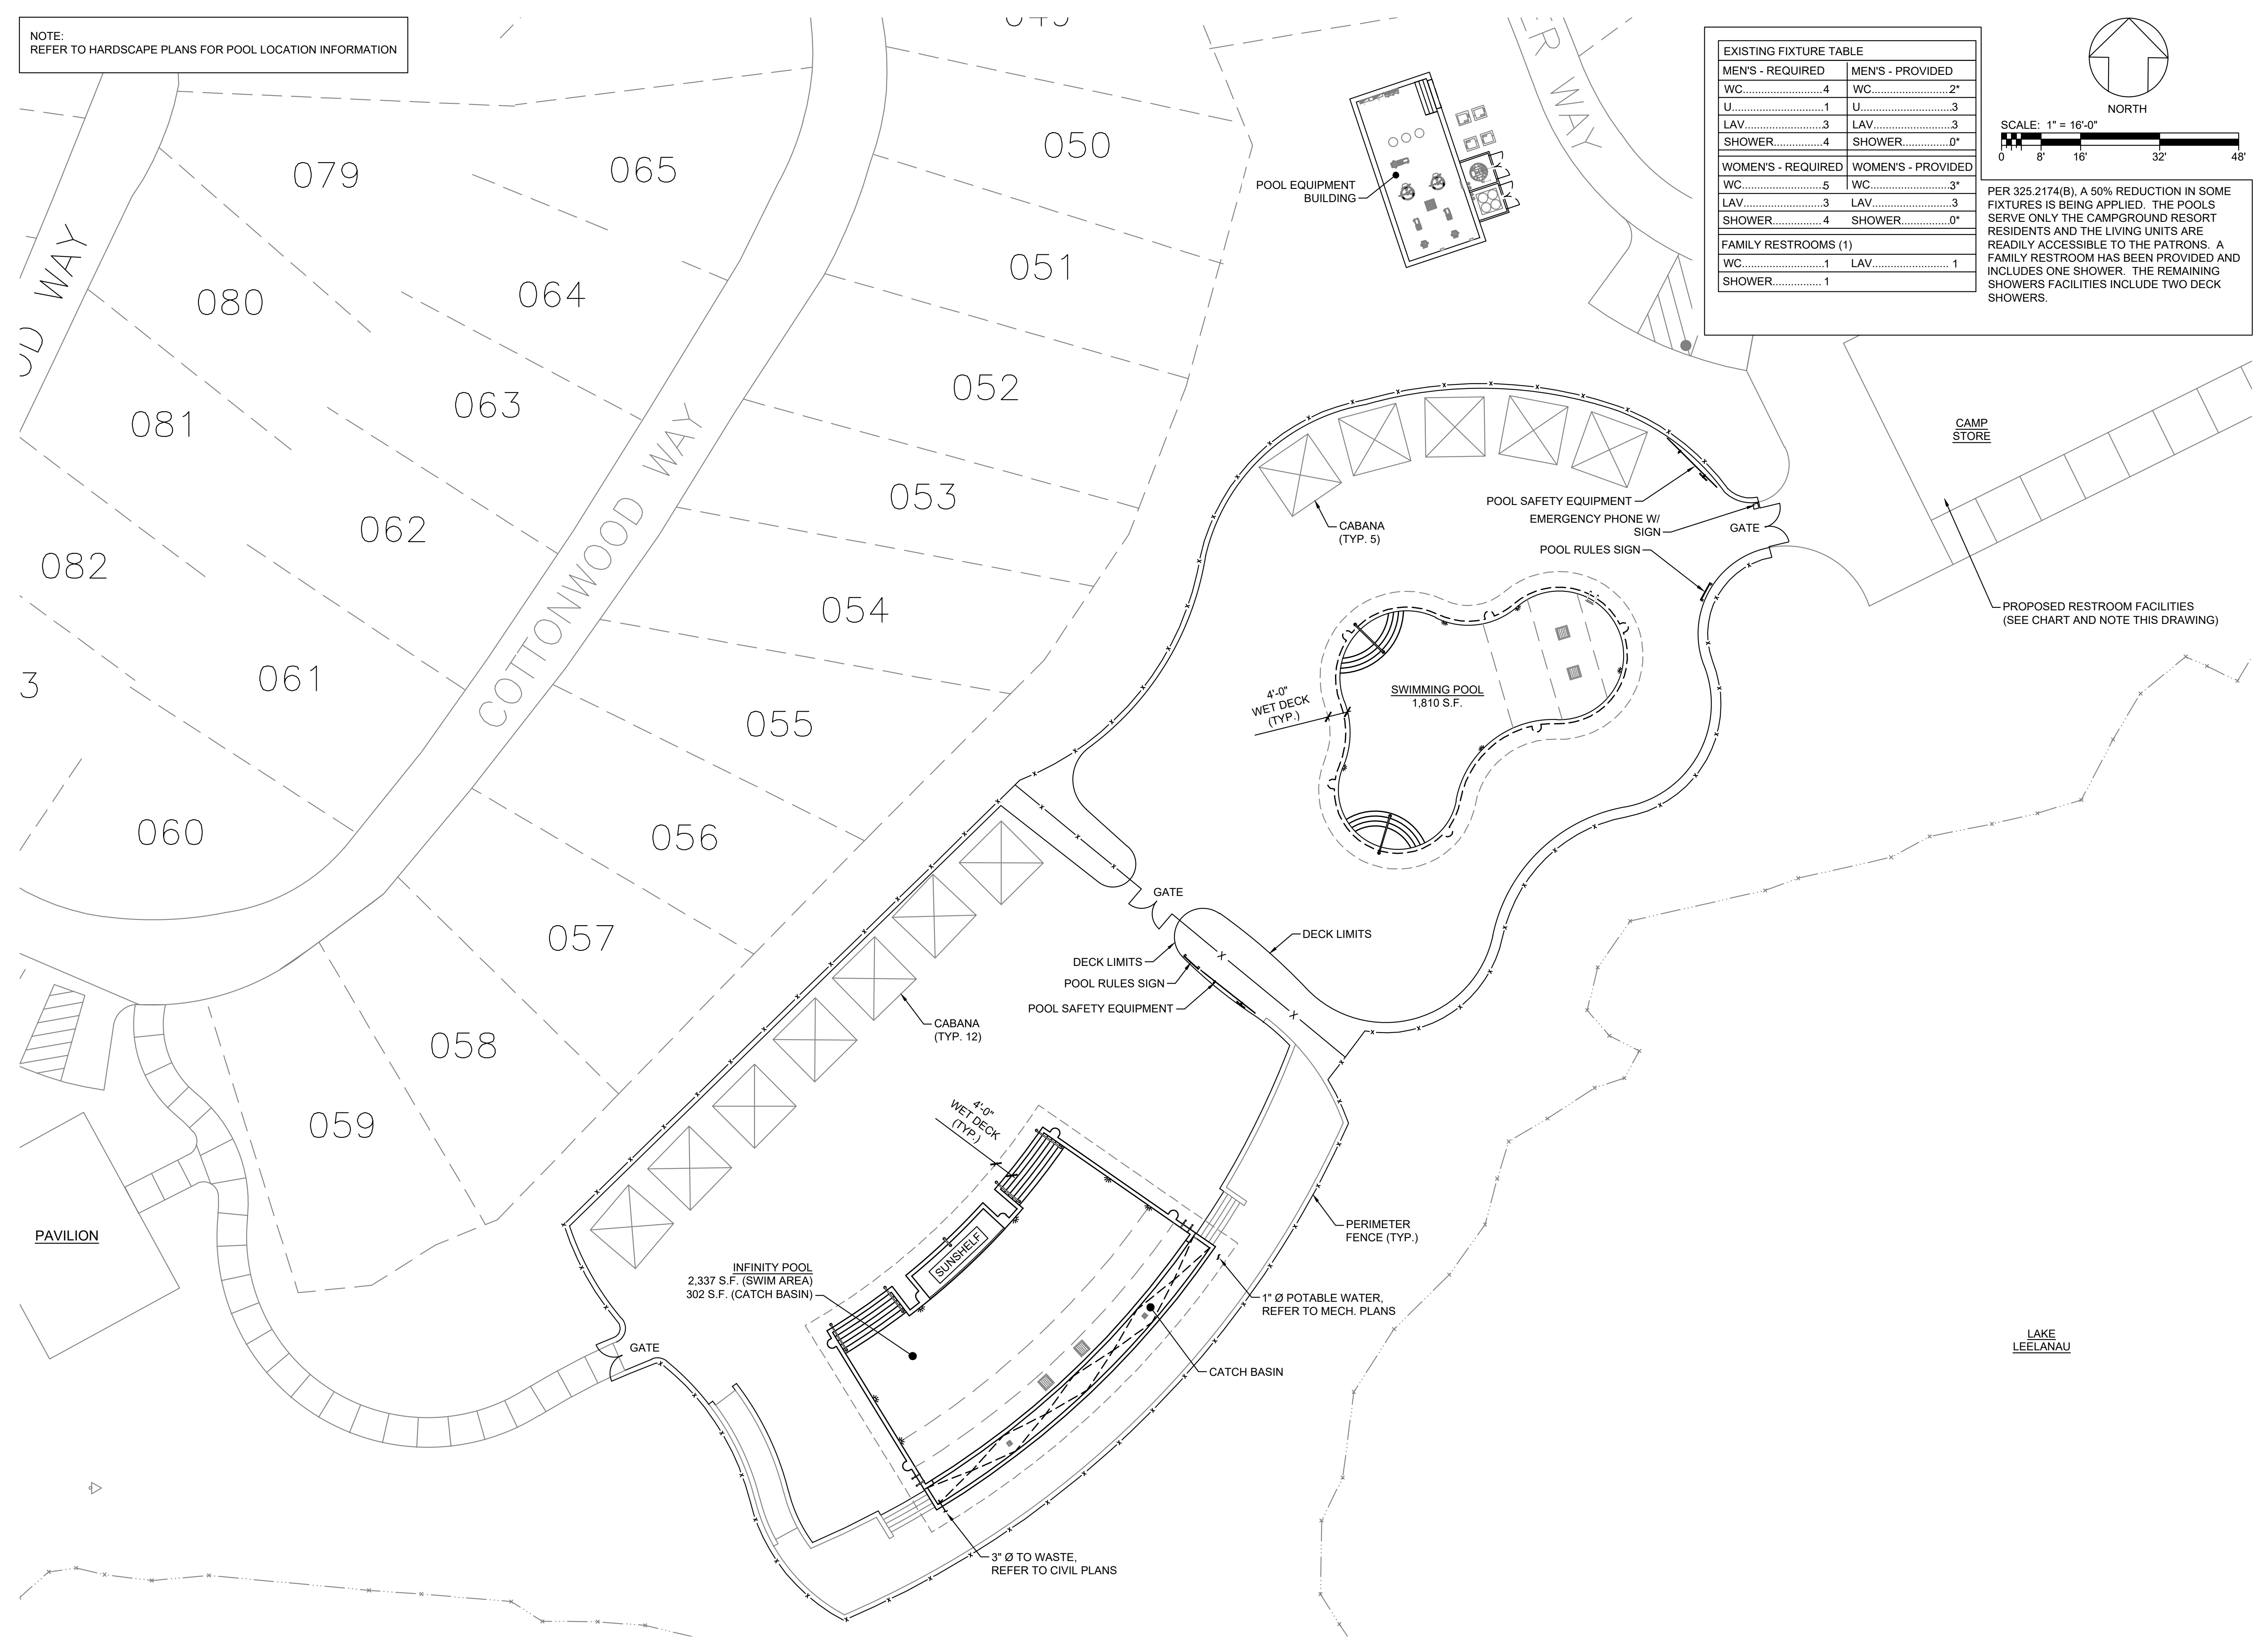 NOTE:
REFER TO HARDSCAPE PLANS FOR POOL LOCATION INFORMATION
EXISTING FIXTURE TABLE
MEN'S - REQUIRED MEN'S - PROVIDED
WC.........................4 WC.........................2*
U.............................1 U.............................3
LAV.........................3 LAV.........................3
SHOWER................4 SHOWER................0*
WOMEN'S - REQUIRED WOMEN'S - PROVIDED
WC.........................5 WC.........................3*
LAV.........................3 LAV.........................3
SHOWER................4 SHOWER................0*
FAMILY RESTROOMS (1)
WC.........................1 LAV......................... 1
SHOWER................ 1
NORTH
SCALE: 1" = 16'-0"
0 8' 16' 32' 48'
PER 325.2174(B), A 50% REDUCTION IN SOME
FIXTURES IS BEING APPLIED. THE POOLS
SERVE ONLY THE CAMPGROUND RESORT
RESIDENTS AND THE LIVING UNITS ARE
READILY ACCESSIBLE TO THE PATRONS. A
FAMILY RESTROOM HAS BEEN PROVIDED AND
INCLUDES ONE SHOWER. THE REMAINING
SHOWERS FACILITIES INCLUDE TWO DECK
SHOWERS.
WAY
WAY
COTTONWOOD WAY
079
065
050
080
064
051
081
063
052
082
062
053
3
061
054
060
055
056
057
058
059
POOL EQUIPMENT
BUILDING
CAMP
STORE
POOL SAFETY EQUIPMENT
EMERGENCY PHONE W/
SIGN
GATE
POOL RULES SIGN
CABANA
(TYP. 5)
PROPOSED RESTROOM FACILITIES
(SEE CHART AND NOTE THIS DRAWING)
SWIMMING POOL
1,810 S.F.
4'-0"
WET DECK
(TYP.)
GATE
DECK LIMITS
DECK LIMITS
POOL RULES SIGN
POOL SAFETY EQUIPMENT
CABANA
(TYP. 12)
4'-0"
WET DECK
(TYP.)
SUNSHELF
INFINITY POOL
2,337 S.F. (SWIM AREA)
302 S.F. (CATCH BASIN)
PERIMETER
FENCE (TYP.)
1" Ø POTABLE WATER,
REFER TO MECH. PLANS
CATCH BASIN
GATE
PAVILION
3" Ø TO WASTE,
REFER TO CIVIL PLANS
LAKE
LEELANAU